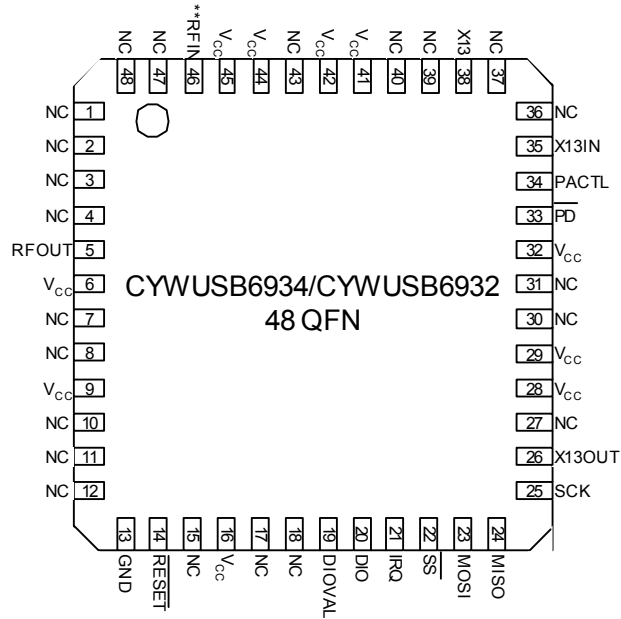 NC NC **RFIN VCC VCC NC VCC VCC NC NC X13 NC
48 47 46 45 44 43 42 41 40 39 38 37
NC 1
NC 2
NC 3
NC 4
RFOUT 5
VCC 6
NC 7
NC 8
VCC 9
NC 10
NC 11
NC 12
CYWUSB6934/CYWUSB6932
48 QFN
36 NC
35 X13IN
34 PACTL
33 PD
32 VCC
31 NC
30 NC
29 VCC
28 VCC
27 NC
26 X13OUT
25 SCK
13 14 15 16 17 18 19 20 21 22 23 24
GND RESET NC VCC NC NC DIOVAL DIO IRQ SS MOSI MISO